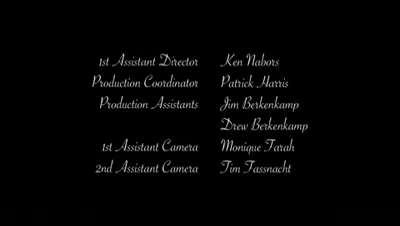 1st Assistant Director Ken Nabors
Production Coordinator Patrick Harris
Production Assistants Jim Berkenkamp
Drew Berkenkamp
1st Assistant Camera Monique Farah
2nd Assistant Camera Tim Tassnacht